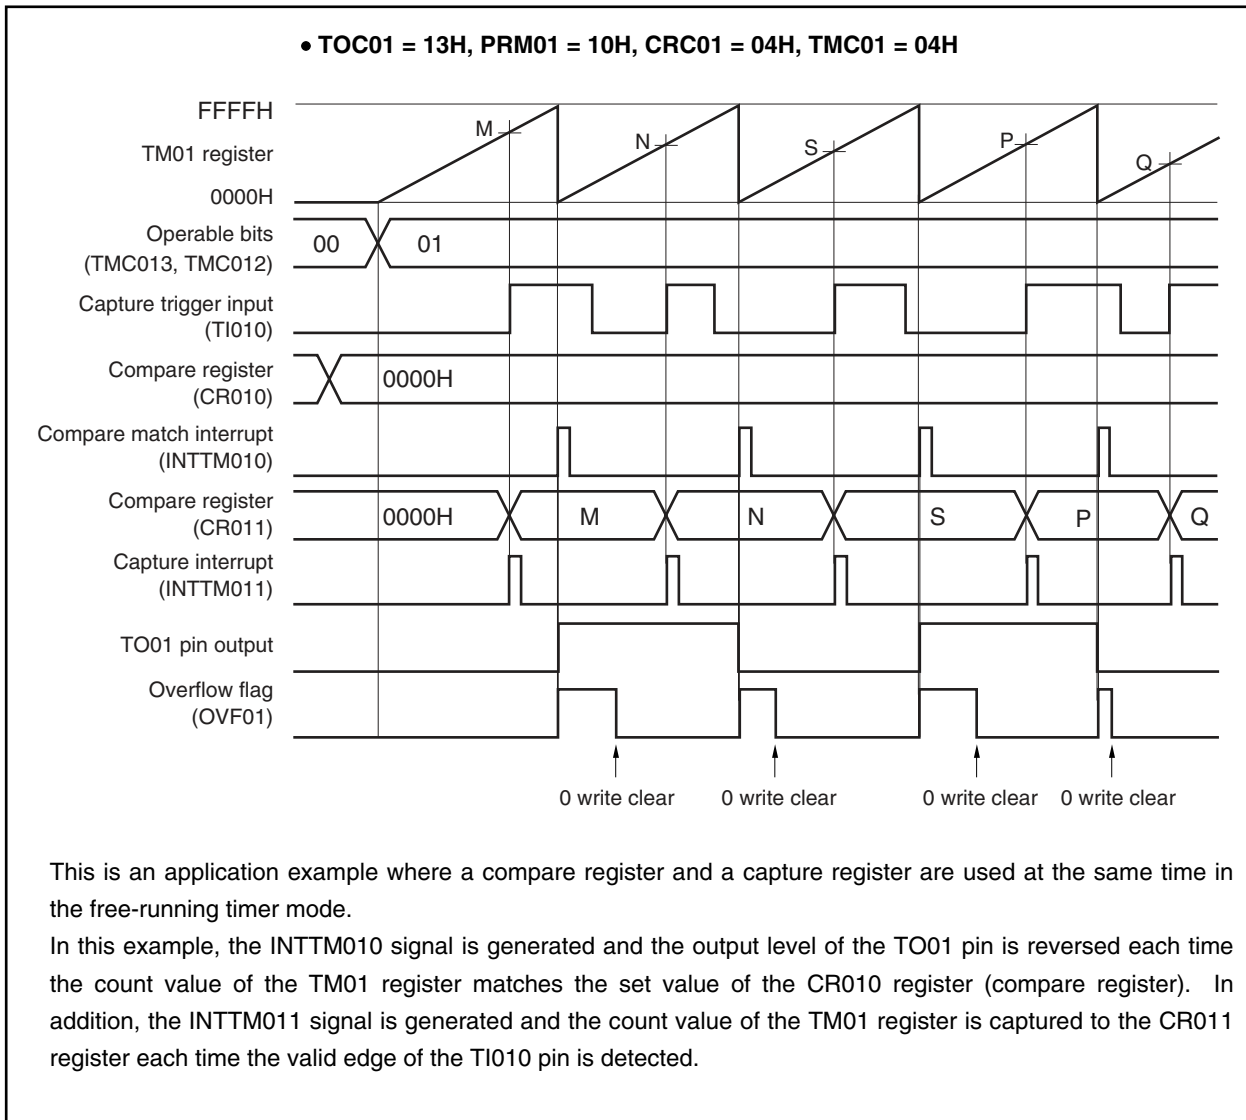 • TOC01 = 13H, PRM01 = 10H, CRC01 = 04H, TMC01 = 04H
FFFFH
TM01 register
0000H
M
N
S
P
Q
Operable bits
(TMC013, TMC012)
00
01
Capture trigger input
(TI010)
Compare register
(CR010)
0000H
Compare match interrupt
(INTTM010)
Compare register
(CR011)
0000H
M
N
S
P
Q
Capture interrupt
(INTTM011)
TO01 pin output
Overflow flag
(OVF01)
0 write clear
0 write clear
0 write clear
0 write clear
This is an application example where a compare register and a capture register are used at the same time in
the free-running timer mode.
In this example, the INTTM010 signal is generated and the output level of the TO01 pin is reversed each time
the count value of the TM01 register matches the set value of the CR010 register (compare register). In
addition, the INTTM011 signal is generated and the count value of the TM01 register is captured to the CR011
register each time the valid edge of the TI010 pin is detected.